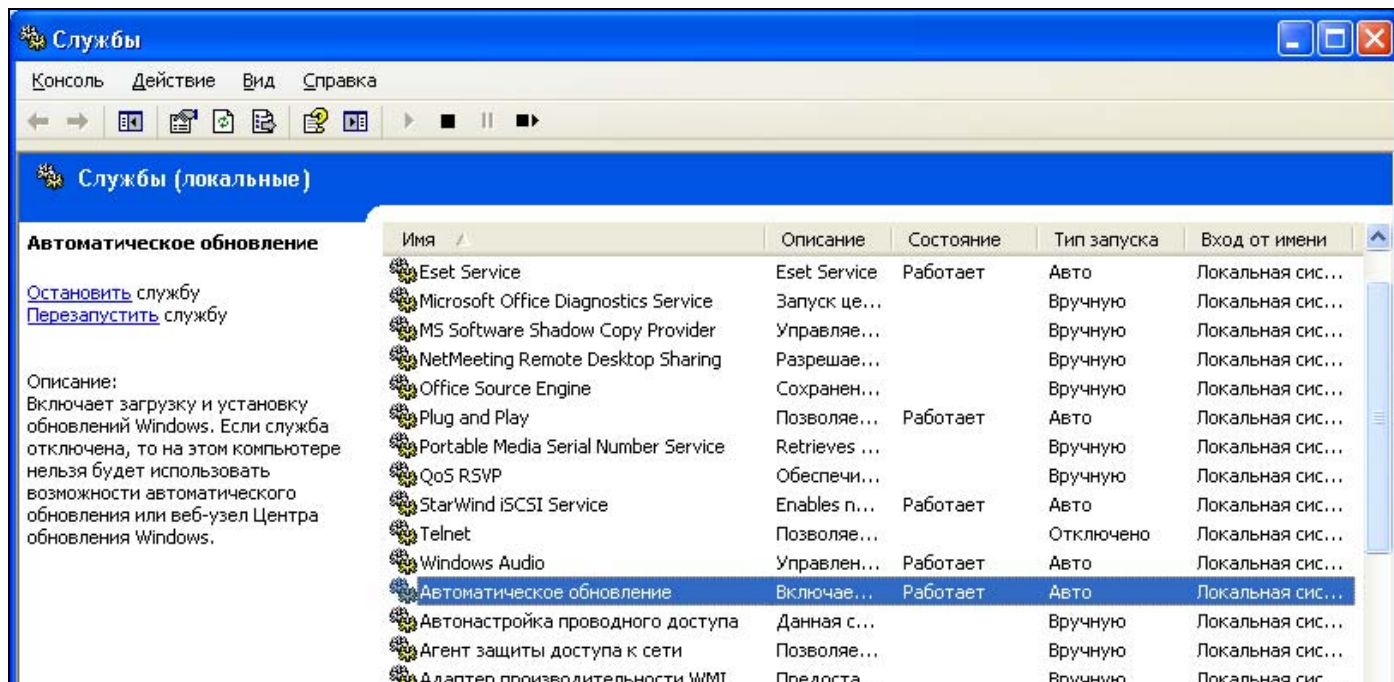 Службы
Консоль Действие Вид Справка
Службы (локальные)
Автоматическое обновление
Остановить службу
Перезапустить службу
Описание:
Включает загрузку и установку
обновлений Windows. Если служба
отключена, то на этом компьютере
нельзя будет использовать
возможности автоматического
обновления или веб-узел Центра
обновления Windows.
Имя Описание Состояние Тип запуска Вход от имени
Eset Service Eset Service Работает Авто Локальная сис...
Microsoft Office Diagnostics Service Запуск це... Вручную Локальная сис...
MS Software Shadow Copy Provider Управляе... Вручную Локальная сис...
NetMeeting Remote Desktop Sharing Разрешае... Вручную Локальная сис...
Office Source Engine Сохранен... Вручную Локальная сис...
Plug and Play Позволяе... Работает Авто Локальная сис...
Portable Media Serial Number Service Retrieves ... Вручную Локальная сис...
QoS RSVP Обеспечи... Вручную Локальная сис...
StarWind iSCSI Service Enables n... Работает Авто Локальная сис...
Telnet Позволяе... Отключено Локальная сис...
Windows Audio Управлен... Работает Авто Локальная сис...
Автоматическое обновление Включае... Работает Авто Локальная сис...
Автонастройка проводного доступа Данная с... Вручную Локальная сис...
Агент защиты доступа к сети Позволяе... Вручную Локальная сис...
Адаптер производительности WMI Предоста... Вручную Локальная сис...